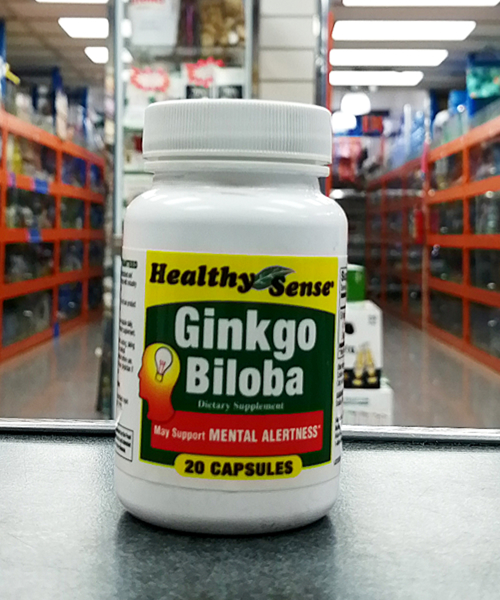 Healthy Sense®
Ginkgo
Biloba
Dietary Supplement
May Support MENTAL ALERTNESS*
20 CAPSULES